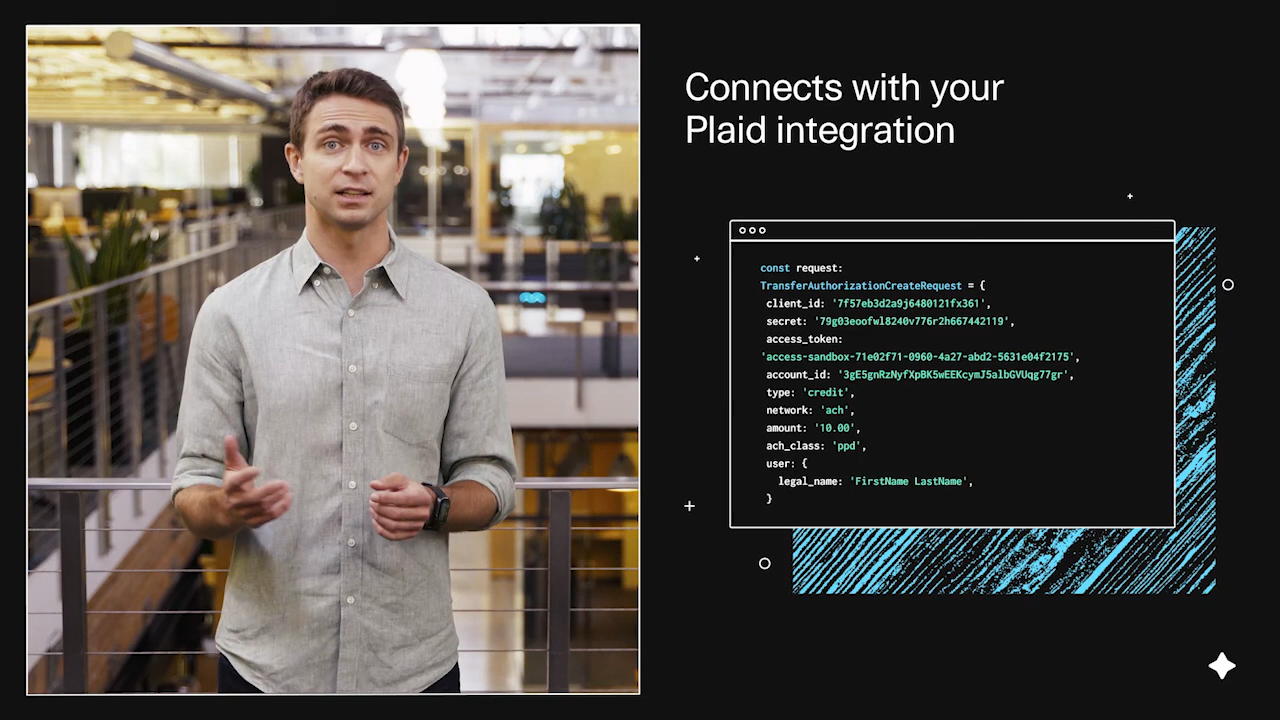 Connects with your
Plaid integration
const request:
TransferAuthorizationCreateRequest = {
client_id: '7f57eb3d2a9j6480121fx361',
secret: '79g03eoofwl8240v776r2h667442119',
access_token:
'access-sandbox-71e02f71-0960-4a27-abd2-5631e04f2175',
account_id: '3gE5gnRzNyfXpBK5wEEKcymJ5albGVUqg77gr',
type: 'credit',
network: 'ach',
amount: '10.00',
ach_class: 'ppd',
user: {
legal_name: 'FirstName LastName',
}